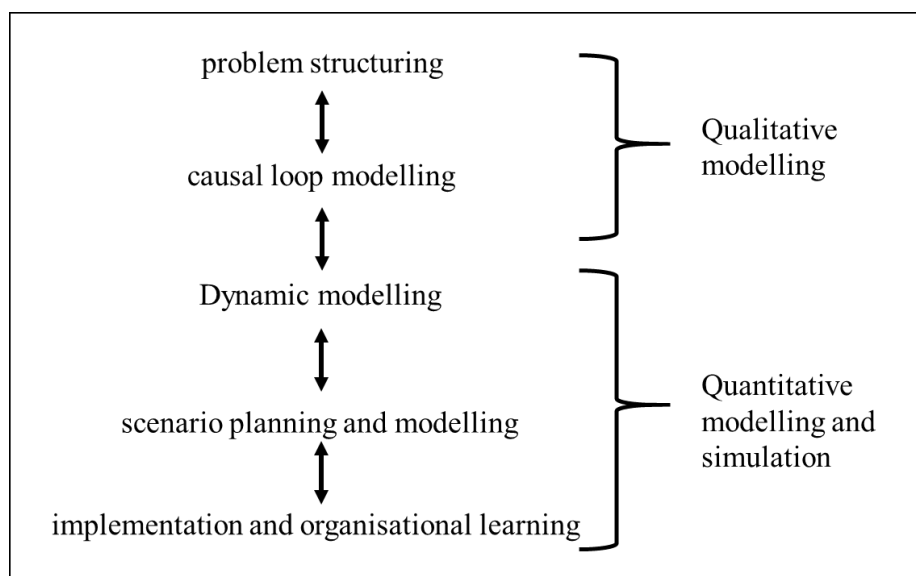 problem structuring
causal loop modelling
Dynamic modelling
scenario planning and modelling
implementation and organisational learning
Qualitative
modelling
Quantitative
modelling and
simulation